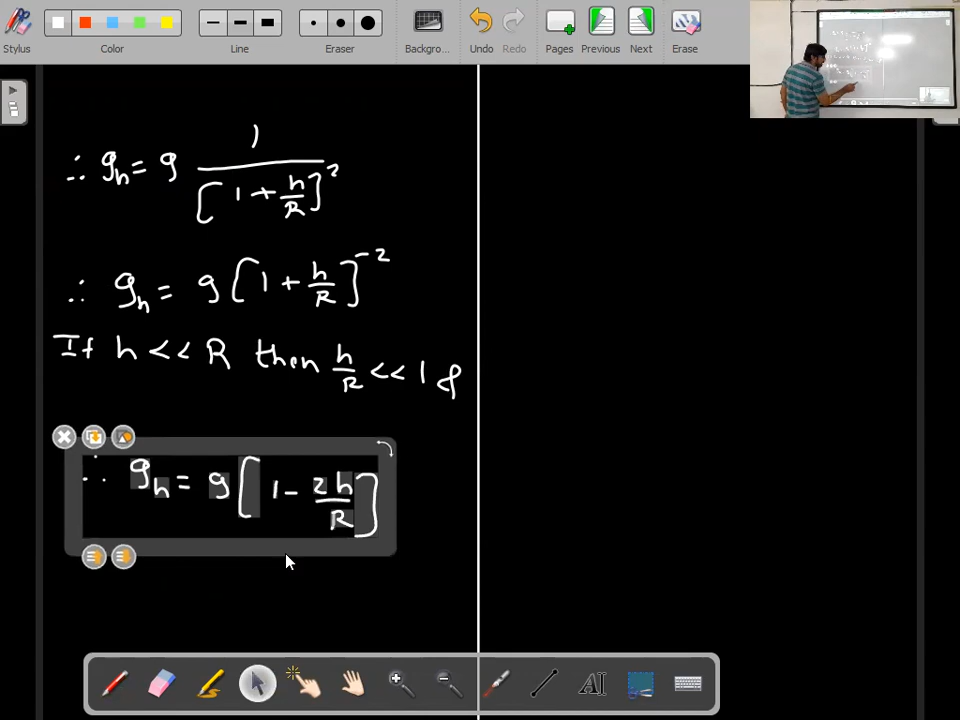 Stylus Color Line Eraser Backgro... Undo Redo Pages Previous Next Erase
∴ gₕ = g 1/[1 + h/R]²
∴ gₕ = g [1 + h/R]⁻²
If h << R then h/R << 1 &
∴ gₕ = g [1 - 2h/R]
AI